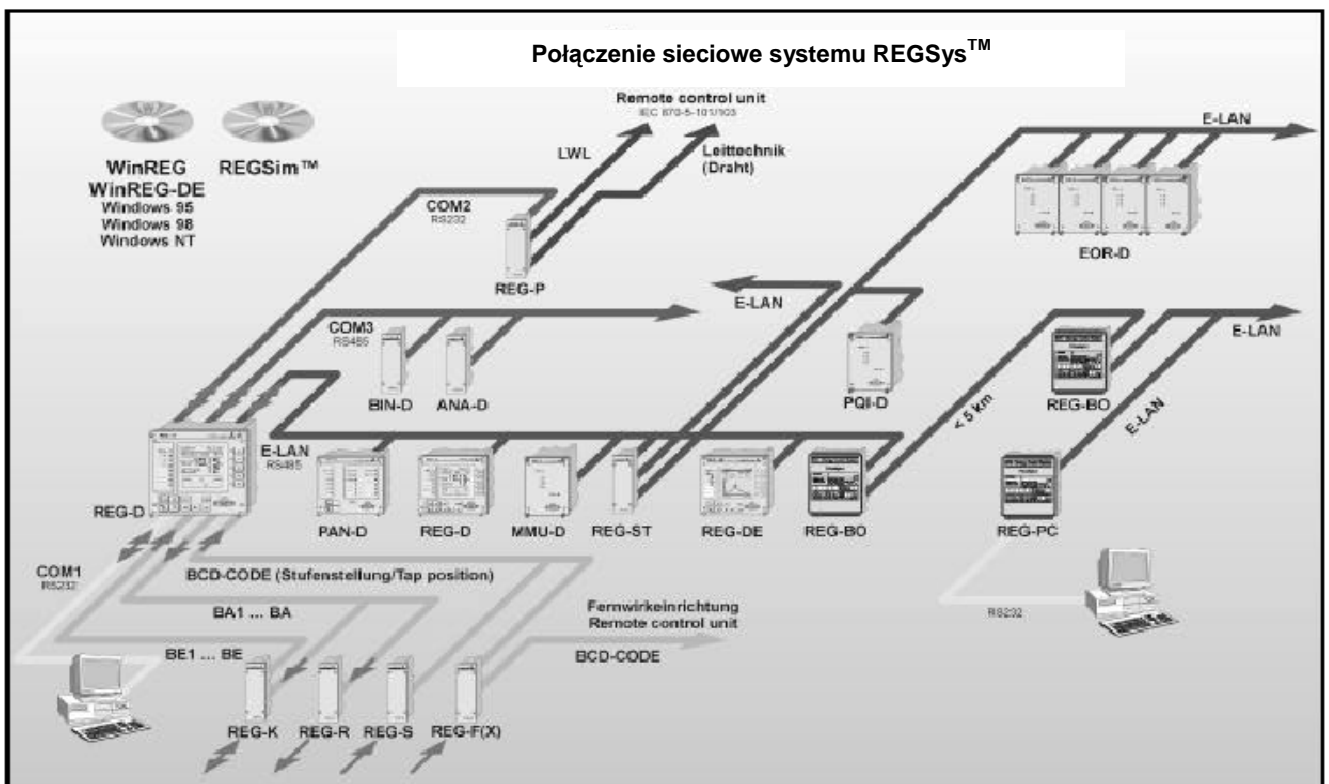 Połączenie sieciowe systemu REGSys™
WinREG
WinREG-DE
Windows 95
Windows 98
Windows NT
REGSim™
Remote control unit
IEC 870-5-101/103
LWL
Leittechnik
(Draht)
E-LAN
COM2
RS232
REG-P
EOR-D
E-LAN
COM3
RS485
BIN-D
ANA-D
PQI-D
REG-BO
E-LAN
< 5 km
E-LAN
E-LAN
RS485
REG-D
PAN-D
REG-D
MMU-D
REG-ST
REG-DE
REG-BO
REG-PC
COM1
RS232
BCD-CODE (Stufenstellung/Tap position)
BA1 ... BA
BE1 .... BE
Fernwirkeinrichtung
Remote control unit
BCD-CODE
RS232
REG-K
REG-R
REG-S
REG-F(X)